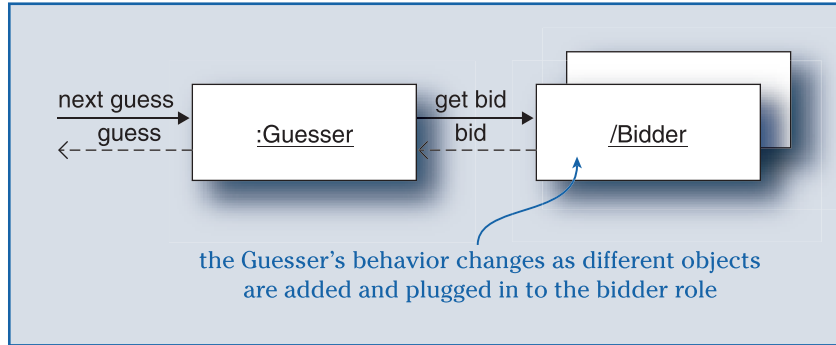 next guess
guess
:Guesser
get bid
bid
/Bidder
the Guesser’s behavior changes as different objects
are added and plugged in to the bidder role